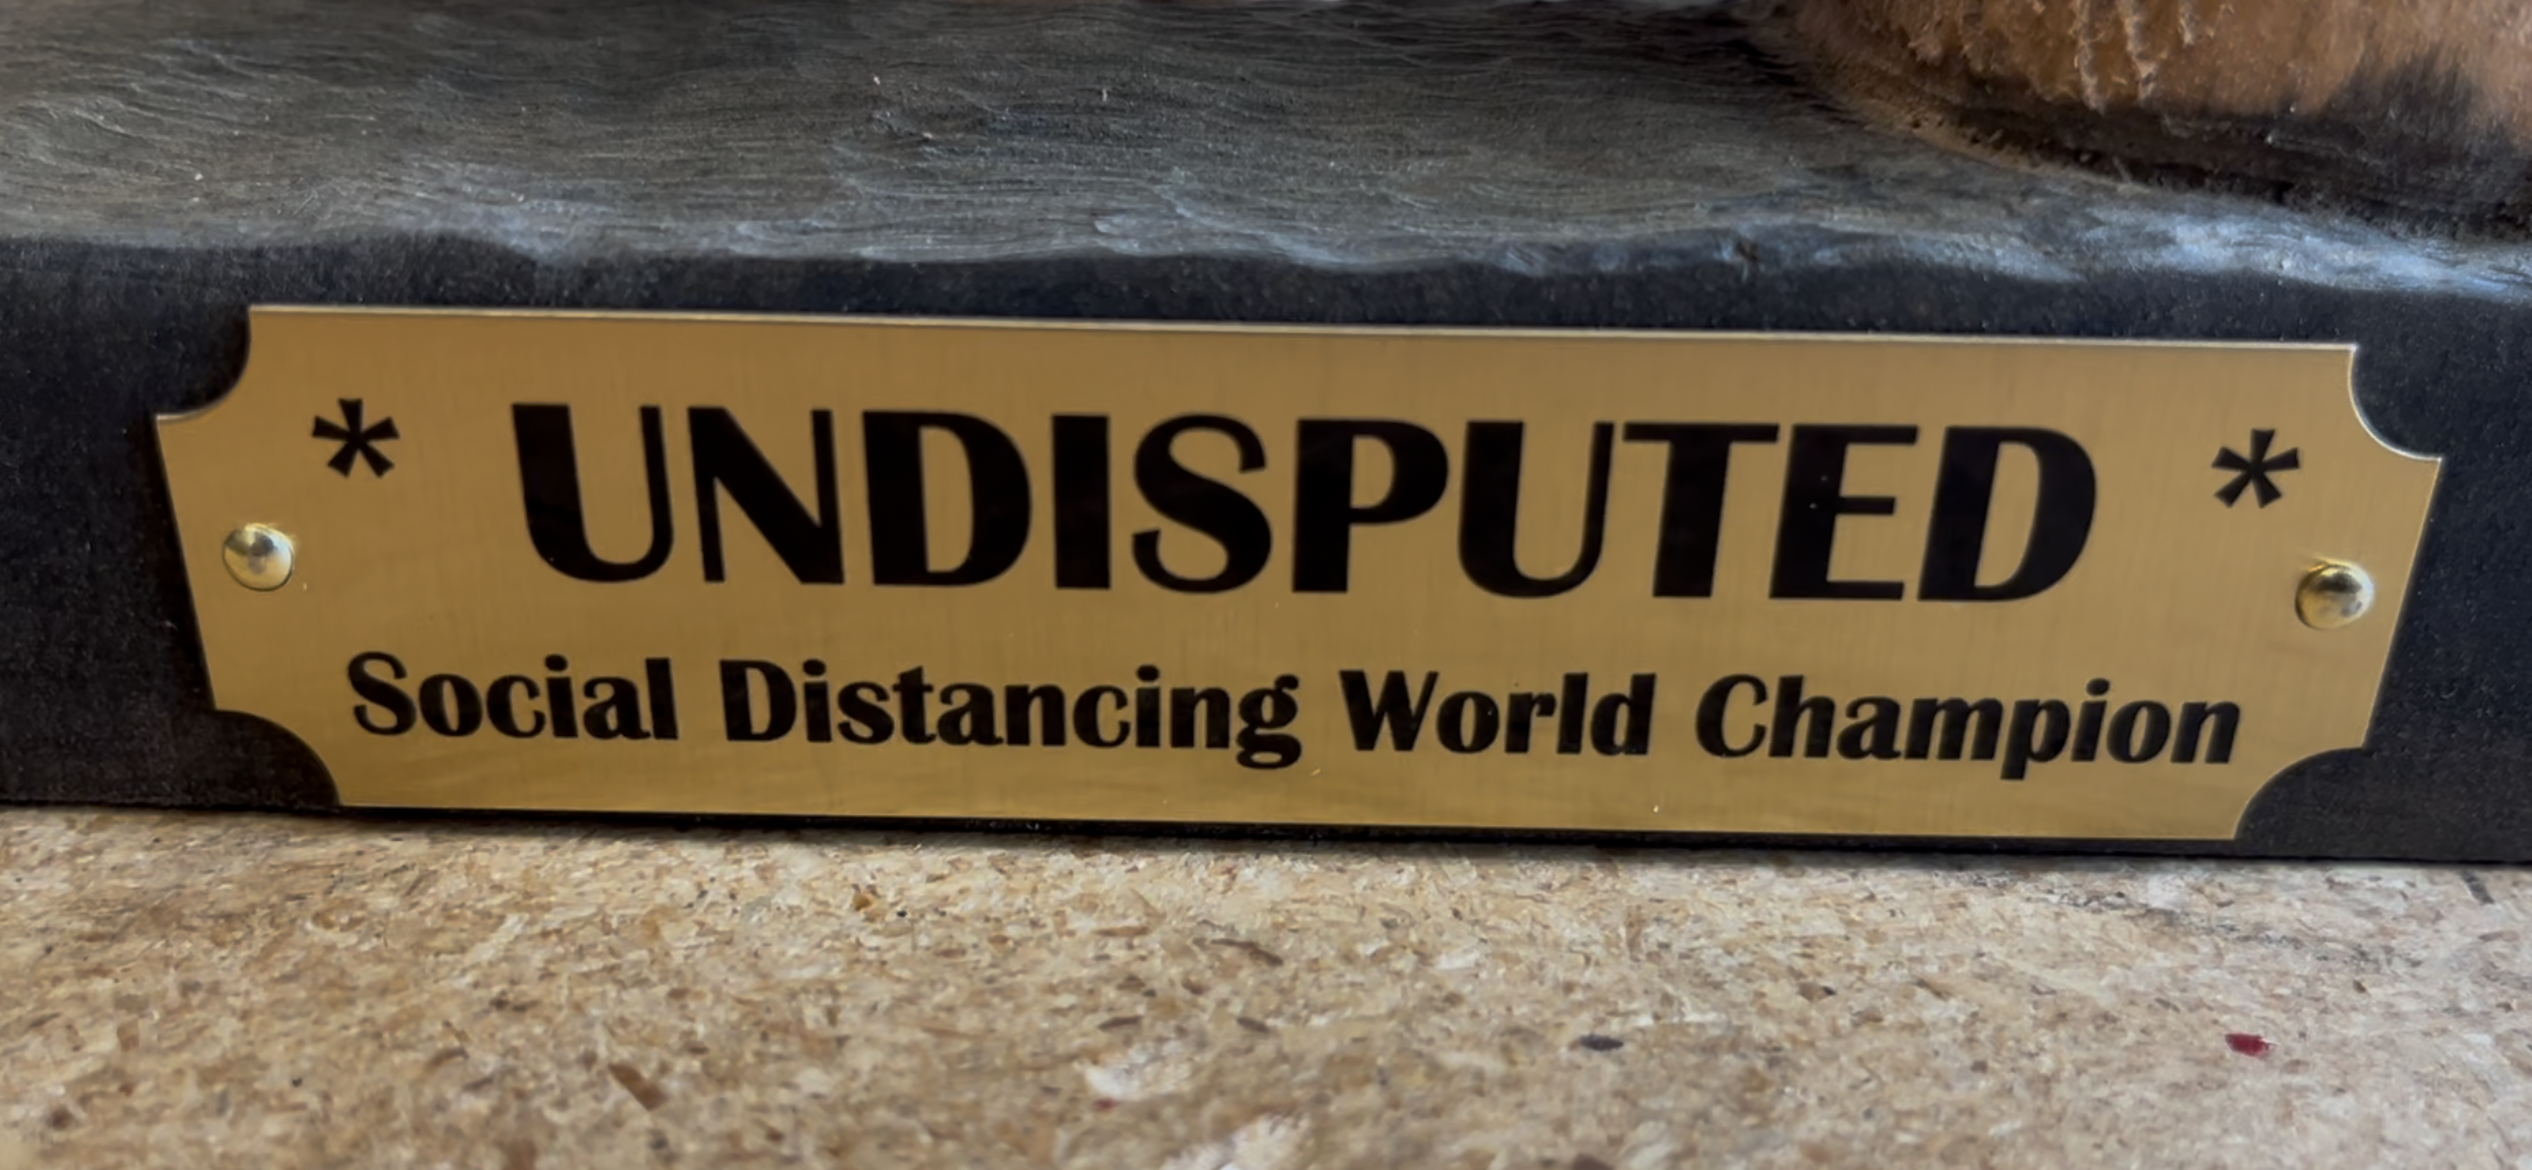 * UNDISPUTED *
Social Distancing World Champion